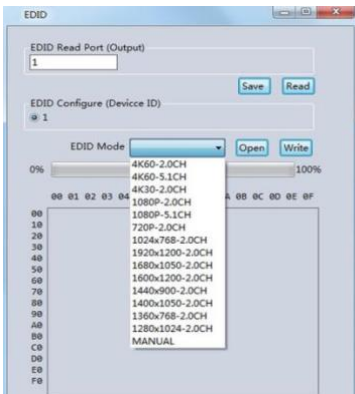 EDID
EDID Read Port (Output)
1
Save Read
EDID Configure (Devicce ID)
1
EDID Mode Open Write
0% 100%
4K60-2.0CH
4K60-5.1CH
4K30-2.0CH
1080P-2.0CH
1080P-5.1CH
720P-2.0CH
1024x768-2.0CH
1920x1200-2.0CH
1680x1050-2.0CH
1600x1200-2.0CH
1440x900-2.0CH
1400x1050-2.0CH
1360x768-2.0CH
1280x1024-2.0CH
MANUAL
00 01 02 03 04 A 0B 0C 0D 0E 0F
00
10
20
30
40
50
60
70
80
90
A0
B0
C0
D0
E0
F0